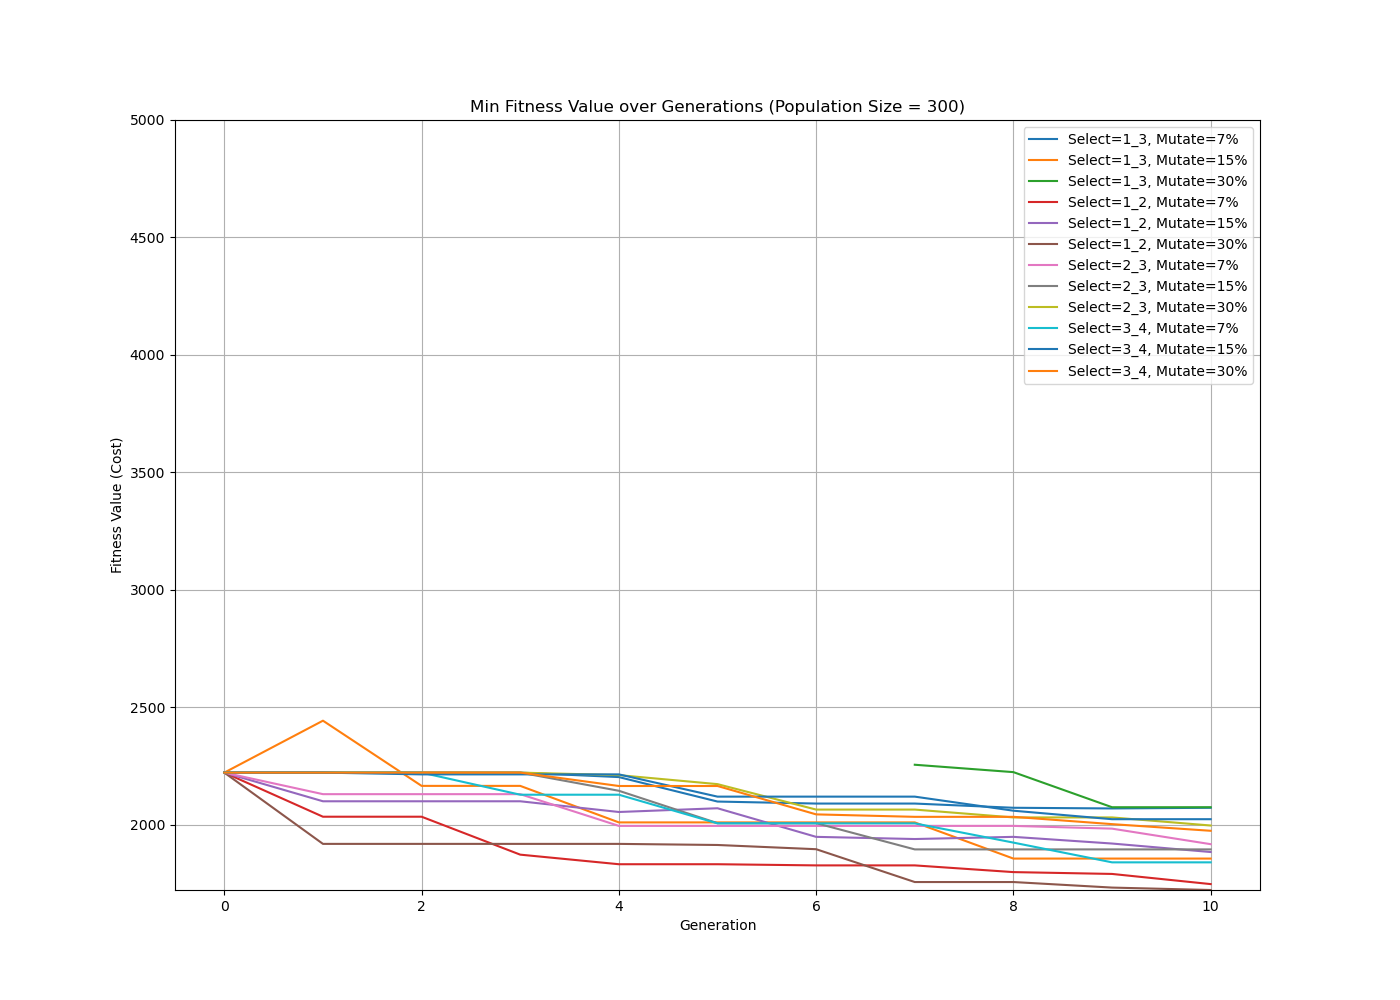 Min Fitness Value over Generations (Population Size = 300)
5000
4500
4000
3500
3000
2500
2000
Fitness Value (Cost)
Select=1_3, Mutate=7%
Select=1_3, Mutate=15%
Select=1_3, Mutate=30%
Select=1_2, Mutate=7%
Select=1_2, Mutate=15%
Select=1_2, Mutate=30%
Select=2_3, Mutate=7%
Select=2_3, Mutate=15%
Select=2_3, Mutate=30%
Select=3_4, Mutate=7%
Select=3_4, Mutate=15%
Select=3_4, Mutate=30%
0 2 4 6 8 10
Generation